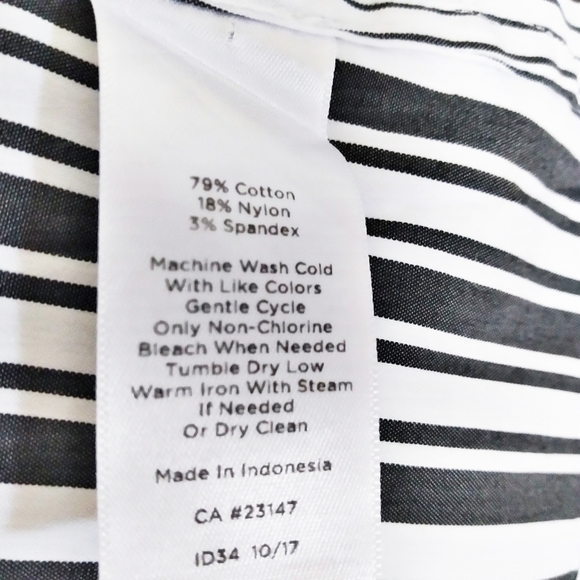 79% Cotton
18% Nylon
3% Spandex
Machine Wash Cold
With Like Colors
Gentle Cycle
Only Non-Chlorine
Bleach When Needed
Tumble Dry Low
Warm Iron With Steam
If Needed
Or Dry Clean
Made In Indonesia
CA #23147
ID34 10/17